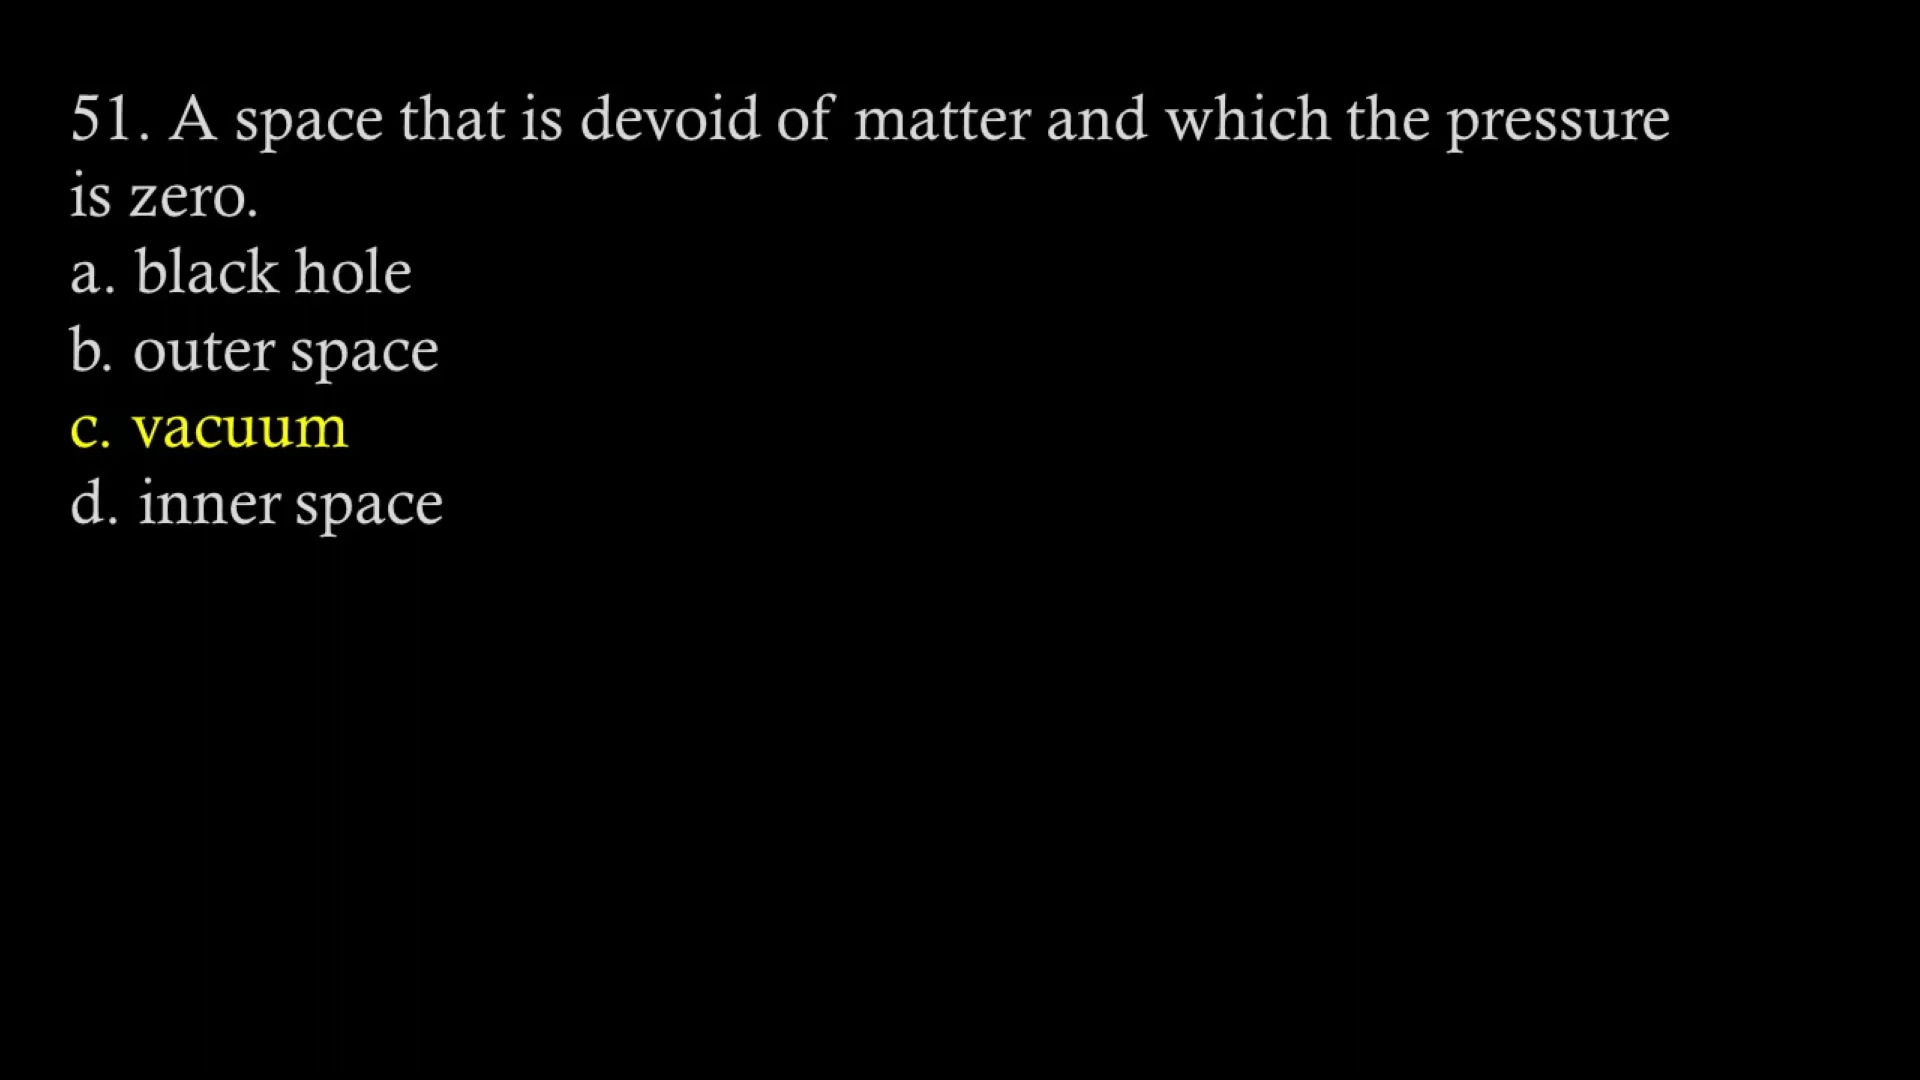 51. A space that is devoid of matter and which the pressure
is zero.
a. black hole
b. outer space
c. vacuum
d. inner space